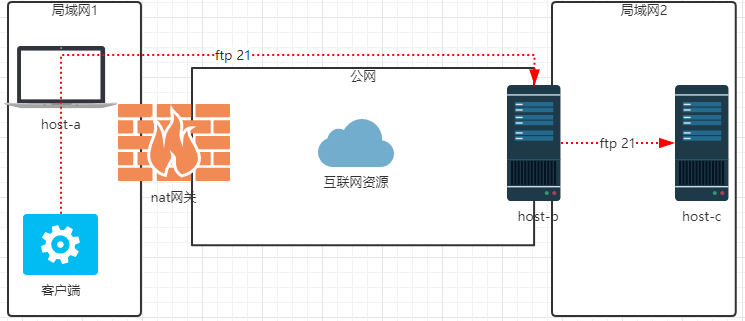 局域网1
局域网2
ftp 21
公网
host-a
ftp 21
互联网资源
nat网关
host-b
host-c
客户端